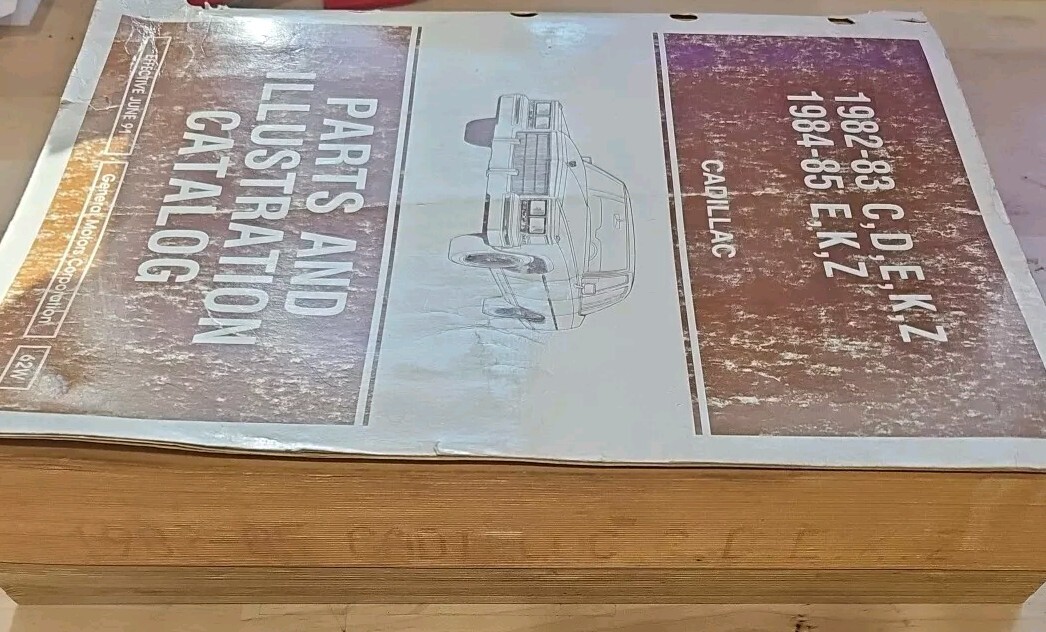 1982-83 C,D,E,K,Z
1984-85 E,K,Z
CADILLAC
PARTS AND
ILLUSTRATION
CATALOG
EFFECTIVE JUNE 91
General Motors Corporation
62W